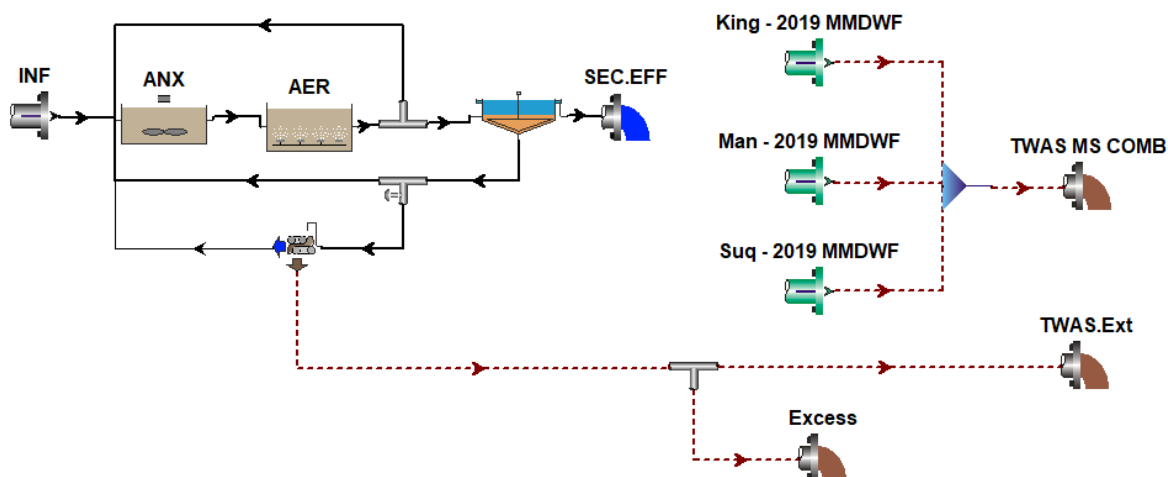 King - 2019 MMDWF
INF
ANX
AER
SEC.EFF
Man - 2019 MMDWF
TWAS MS COMB
Suq - 2019 MMDWF
TWAS.Ext
Excess